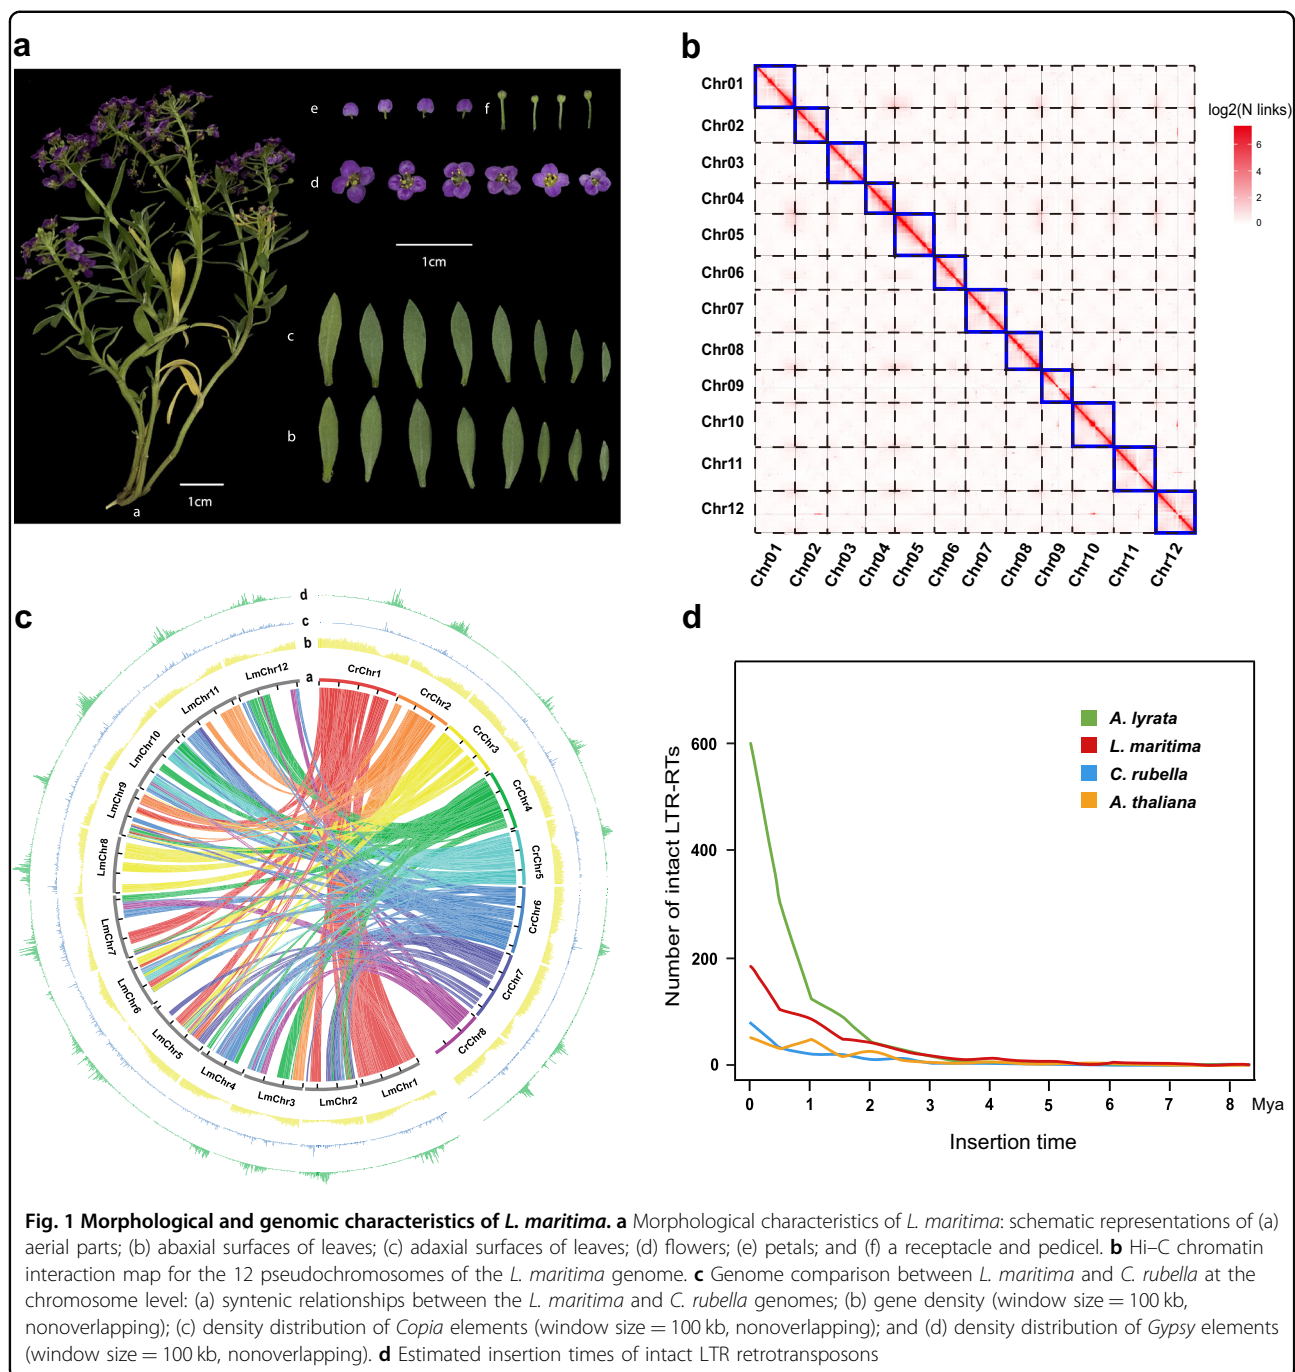 a
e
f
d
1cm
c
b
1cm
a
b
Chr01
Chr02
Chr03
Chr04
Chr05
Chr06
Chr07
Chr08
Chr09
Chr10
Chr11
Chr12
Chr01
Chr02
Chr03
Chr04
Chr05
Chr06
Chr07
Chr08
Chr09
Chr10
Chr11
Chr12
log2(N links)
6
4
2
0
c
d
c
b
a
CrChr1
CrChr2
CrChr3
CrChr4
CrChr5
CrChr6
CrChr7
CrChr8
LmChr1
LmChr2
LmChr3
LmChr4
LmChr5
LmChr6
LmChr7
LmChr8
LmChr9
LmChr10
LmChr11
LmChr12
d
Number of intact LTR-RTs
600
400
200
0
A. lyrata
L. maritima
C. rubella
A. thaliana
0 1 2 3 4 5 6 7 8 Mya
Insertion time
Fig. 1 Morphological and genomic characteristics of L. maritima. a Morphological characteristics of L. maritima: schematic representations of (a)
aerial parts; (b) abaxial surfaces of leaves; (c) adaxial surfaces of leaves; (d) flowers; (e) petals; and (f) a receptacle and pedicel. b Hi–C chromatin
interaction map for the 12 pseudochromosomes of the L. maritima genome. c Genome comparison between L. maritima and C. rubella at the
chromosome level: (a) syntenic relationships between the L. maritima and C. rubella genomes; (b) gene density (window size = 100 kb,
nonoverlapping); (c) density distribution of Copia elements (window size = 100 kb, nonoverlapping); and (d) density distribution of Gypsy elements
(window size = 100 kb, nonoverlapping). d Estimated insertion times of intact LTR retrotransposons